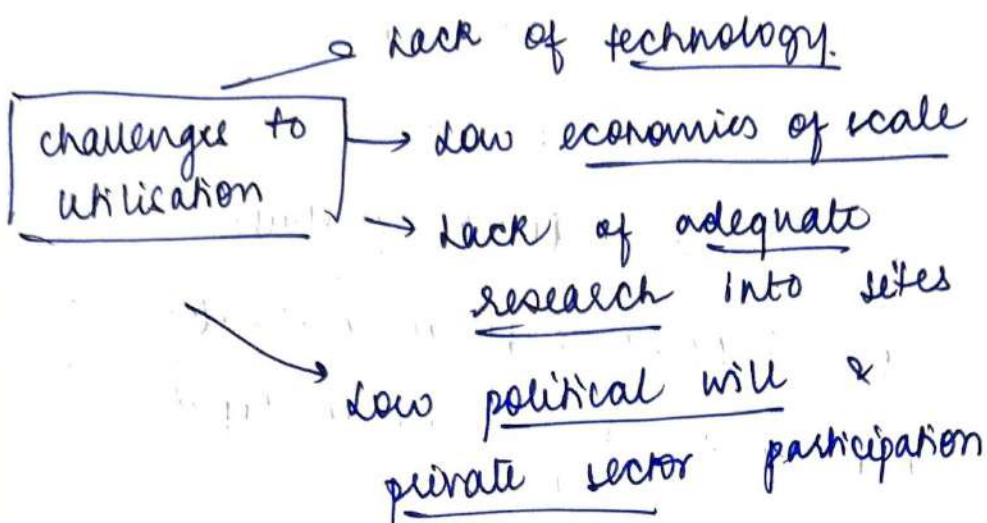 Lack of technology.
challenges to
utilisation
Low economies of scale
Lack of adequate
research into sites
Low political will &
private sector participation